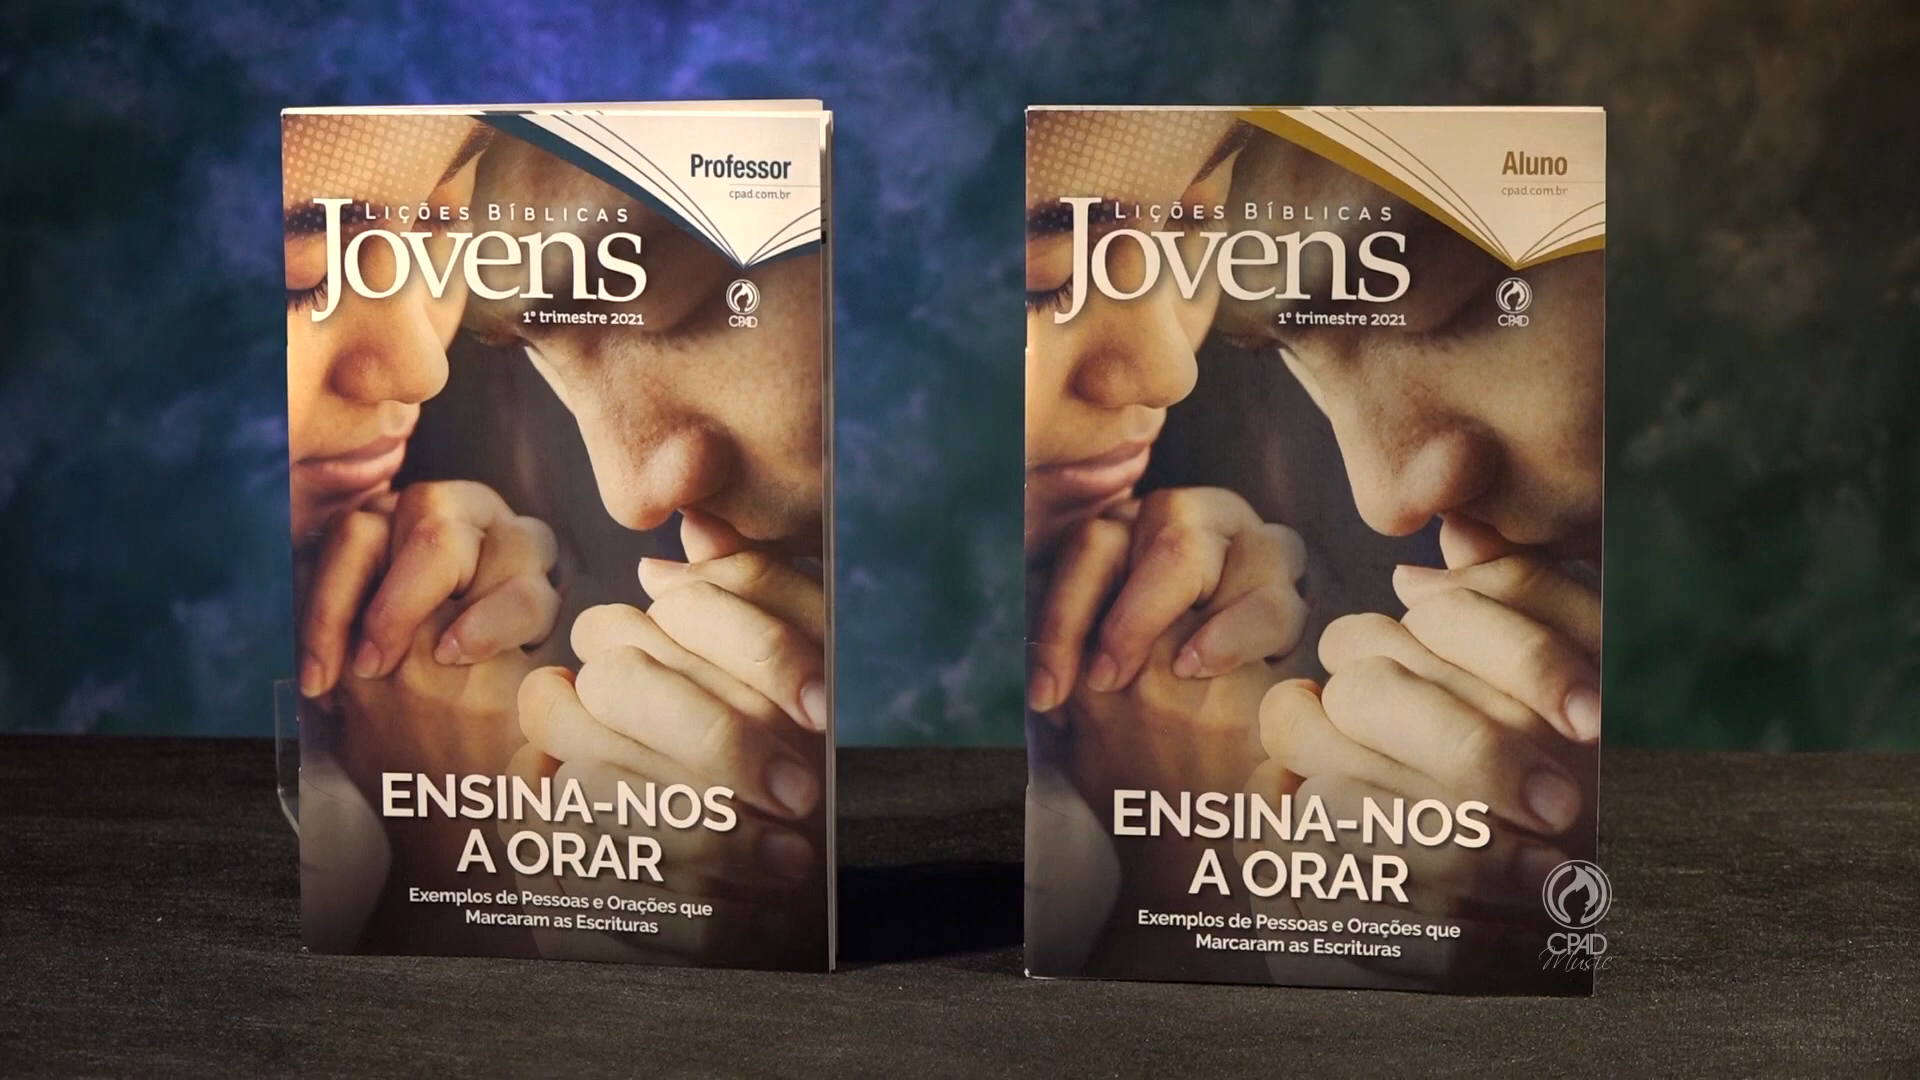 Professor
cpad.com.br
LIÇÕES BÍBLICAS
Jovens
1º trimestre 2021
CPAD
ENSINA-NOS
A ORAR
Exemplos de Pessoas e Orações que
Marcaram as Escrituras
Aluno
cpad.com.br
LIÇÕES BÍBLICAS
Jovens
1º trimestre 2021
CPAD
ENSINA-NOS
A ORAR
Exemplos de Pessoas e Orações que
Marcaram as Escrituras
CPAD
Music